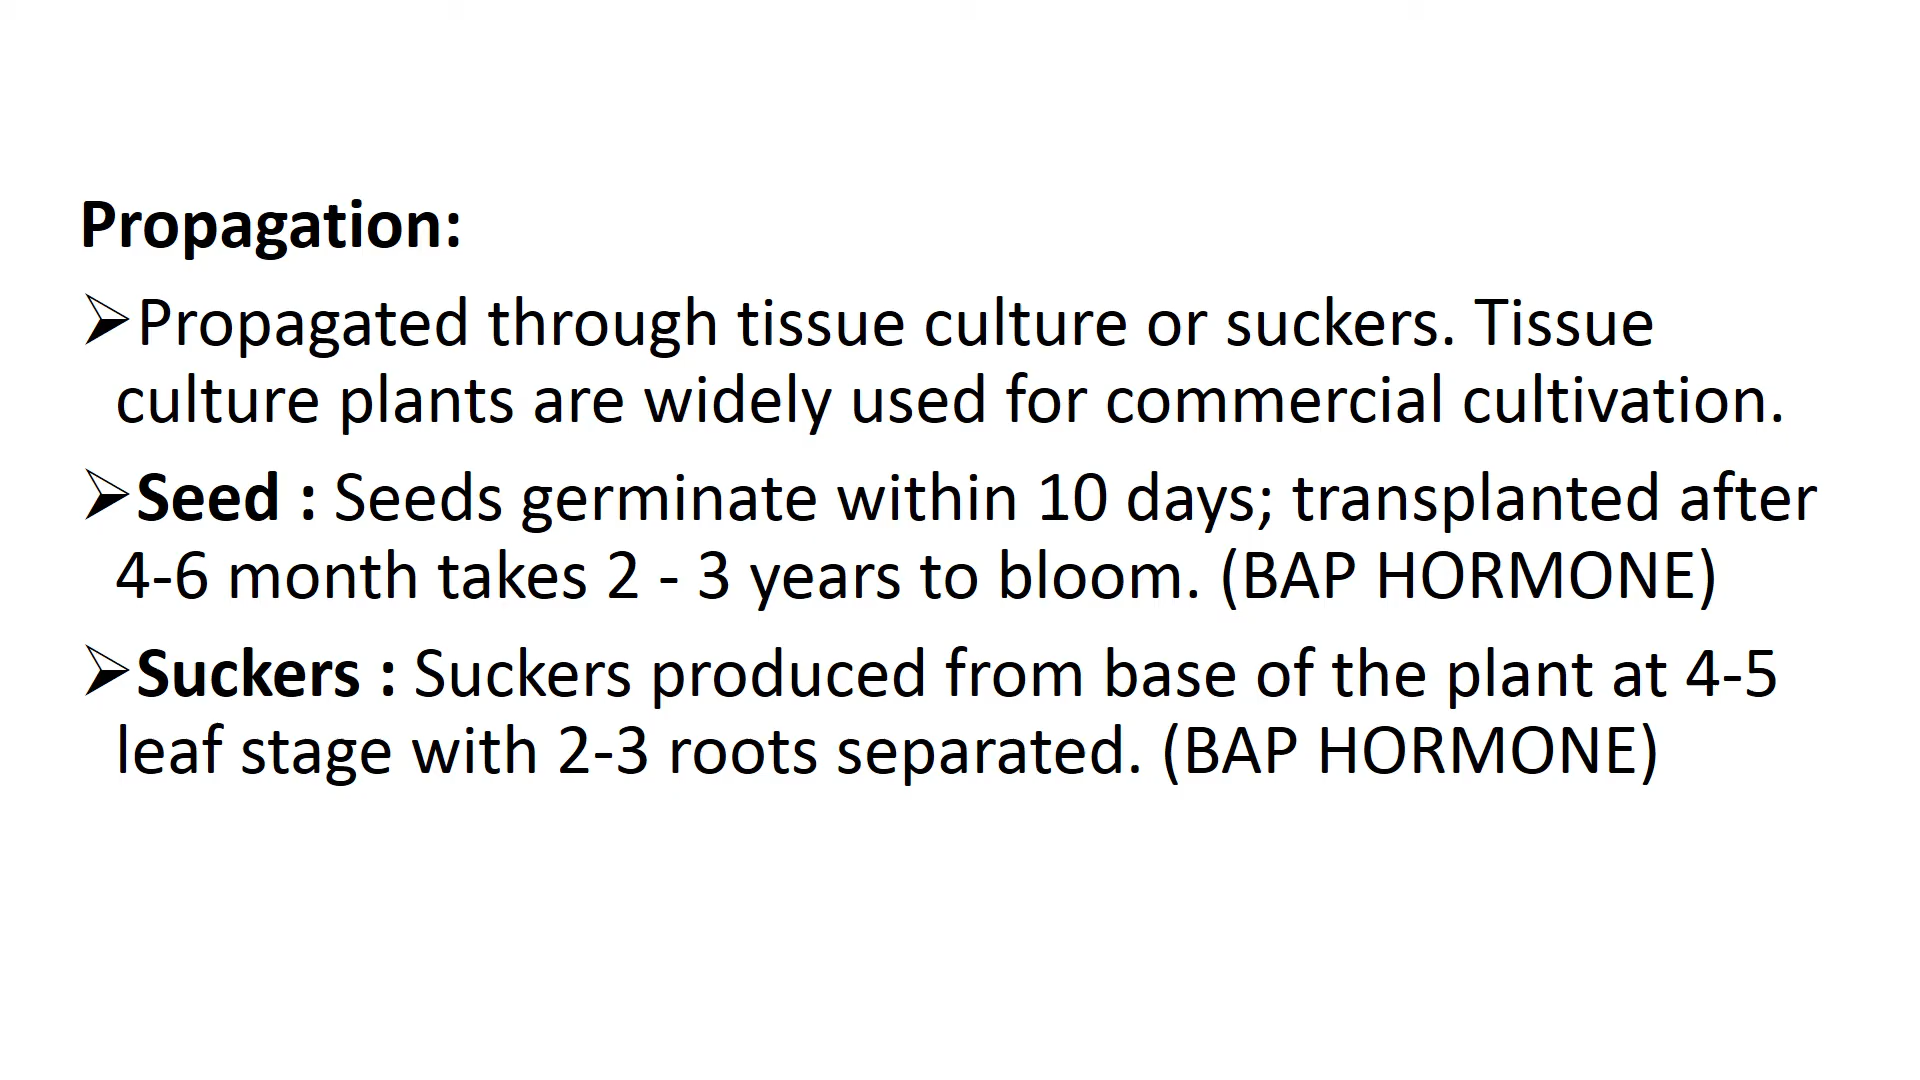 Propagation:
➢Propagated through tissue culture or suckers. Tissue
culture plants are widely used for commercial cultivation.
➢Seed : Seeds germinate within 10 days; transplanted after
4-6 month takes 2 - 3 years to bloom. (BAP HORMONE)
➢Suckers : Suckers produced from base of the plant at 4-5
leaf stage with 2-3 roots separated. (BAP HORMONE)